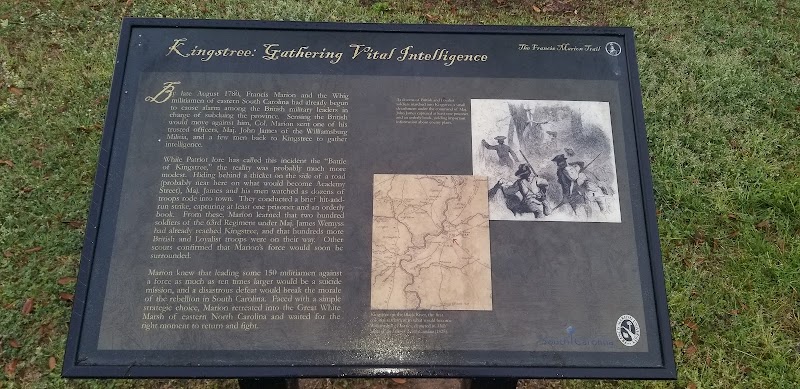 Kingstree: Gathering Vital Intelligence
The Francis Marion Trail
By late August 1780, Francis Marion and the Whig
militiamen of eastern South Carolina had already begun
to cause alarm among the British military leaders in
charge of subduing the province. Sensing the British
would move against him, Col. Marion sent one of his
trusted officers, Maj. John James of the Williamsburg
Militia, and a few men back to Kingstree to gather
intelligence.
While Patriot lore has called this incident the "Battle
of Kingstree," the reality was probably much more
modest. Hiding behind a thicket on the side of a road
(probably near here on what would become Academy
Street), Maj. James and his men watched as dozens of
troops rode into town. They conducted a brief hit-and-
run strike, capturing at least one prisoner and an orderly
book. From these, Marion learned that two hundred
soldiers of the 63rd Regiment under Maj. James Wemyss
had already reached Kingstree, and that hundreds more
British and Loyalist troops were on their way. Other
scouts confirmed that Marion's force would soon be
surrounded.
Marion knew that leading some 150 militiamen against
a force as much as ten times larger would be a suicide
mission, and a disastrous defeat would break the morale
of the rebellion in South Carolina. Faced with a simple
strategic choice, Marion retreated into the Great White
Marsh of eastern North Carolina and waited for the
right moment to return and fight.
British and Loyalist
South Carolina